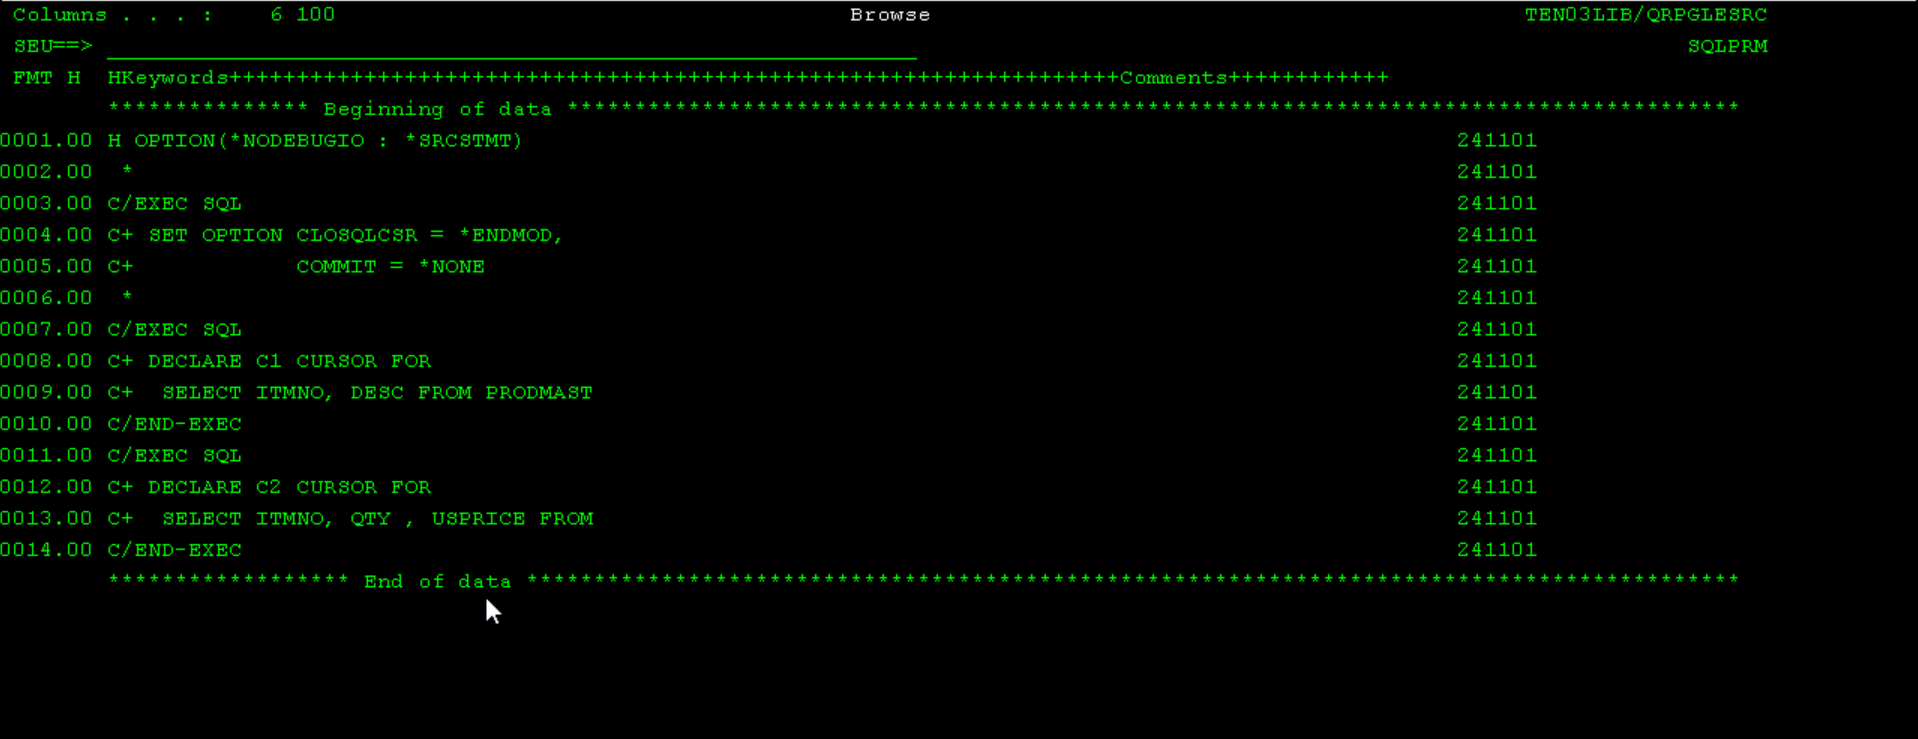 Columns . . . :    6 100                                      Browse                                            TEN03LIB/QRPGLESRC
SEU==> ____________________________________________________________                                                         SQLPRM
FMT H  HKeywords++++++++++++++++++++++++++++++++++++++++++++++++++++++++++++++++++Comments++++++++++++
*************** Beginning of data ***************************************************************************************
0001.00 H OPTION(*NODEBUGIO : *SRCSTMT) 241101
0002.00  * 241101
0003.00 C/EXEC SQL 241101
0004.00 C+ SET OPTION CLOSQLCSR = *ENDMOD, 241101
0005.00 C+            COMMIT = *NONE 241101
0006.00  * 241101
0007.00 C/EXEC SQL 241101
0008.00 C+ DECLARE C1 CURSOR FOR 241101
0009.00 C+  SELECT ITMNO, DESC FROM PRODMAST 241101
0010.00 C/END-EXEC 241101
0011.00 C/EXEC SQL 241101
0012.00 C+ DECLARE C2 CURSOR FOR 241101
0013.00 C+  SELECT ITMNO, QTY , USPRICE FROM 241101
0014.00 C/END-EXEC 241101
****************** End of data ******************************************************************************************